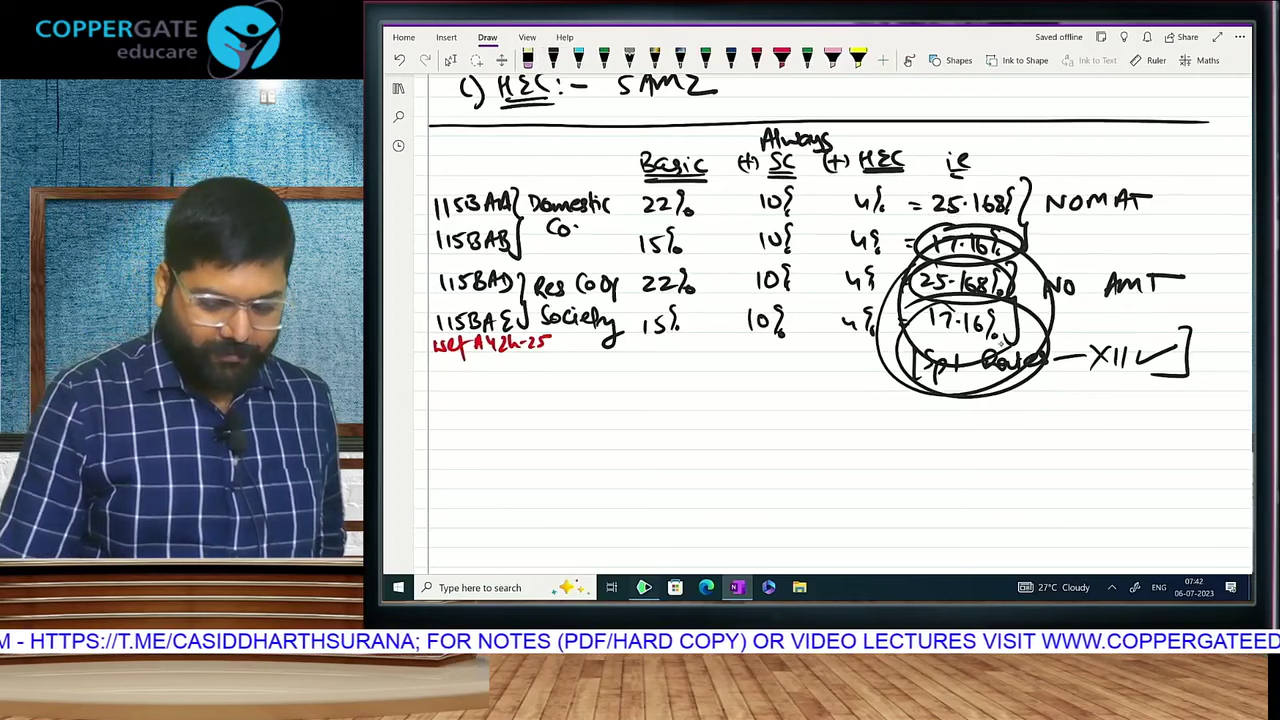 COPPERGATE
educare
Home Insert Draw View Help
Saved offline
Share
Shapes Ink to Shape Ink to Text Ruler Maths
c) HEC:- SAME
Always
Basic (+) SC (+) HEC ie
115BAA Domestic 22% 10% 4% = 25.168% NO MAT
Co.
115BAB 15% 10% 4% = 17.16%
115BAD Res CoOp 22% 10% 4% 25.168% NO AMT
115BAE Society 15% 10% 4% = 17.16%
wef AY 24-25
[Spl Rates — XII ✓]
Type here to search
27°C Cloudy
ENG
07:42
06-07-2023
M - HTTPS://T.ME/CASIDDHARTHSURANA; FOR NOTES (PDF/HARD COPY) OR VIDEO LECTURES VISIT WWW.COPPERGATEED